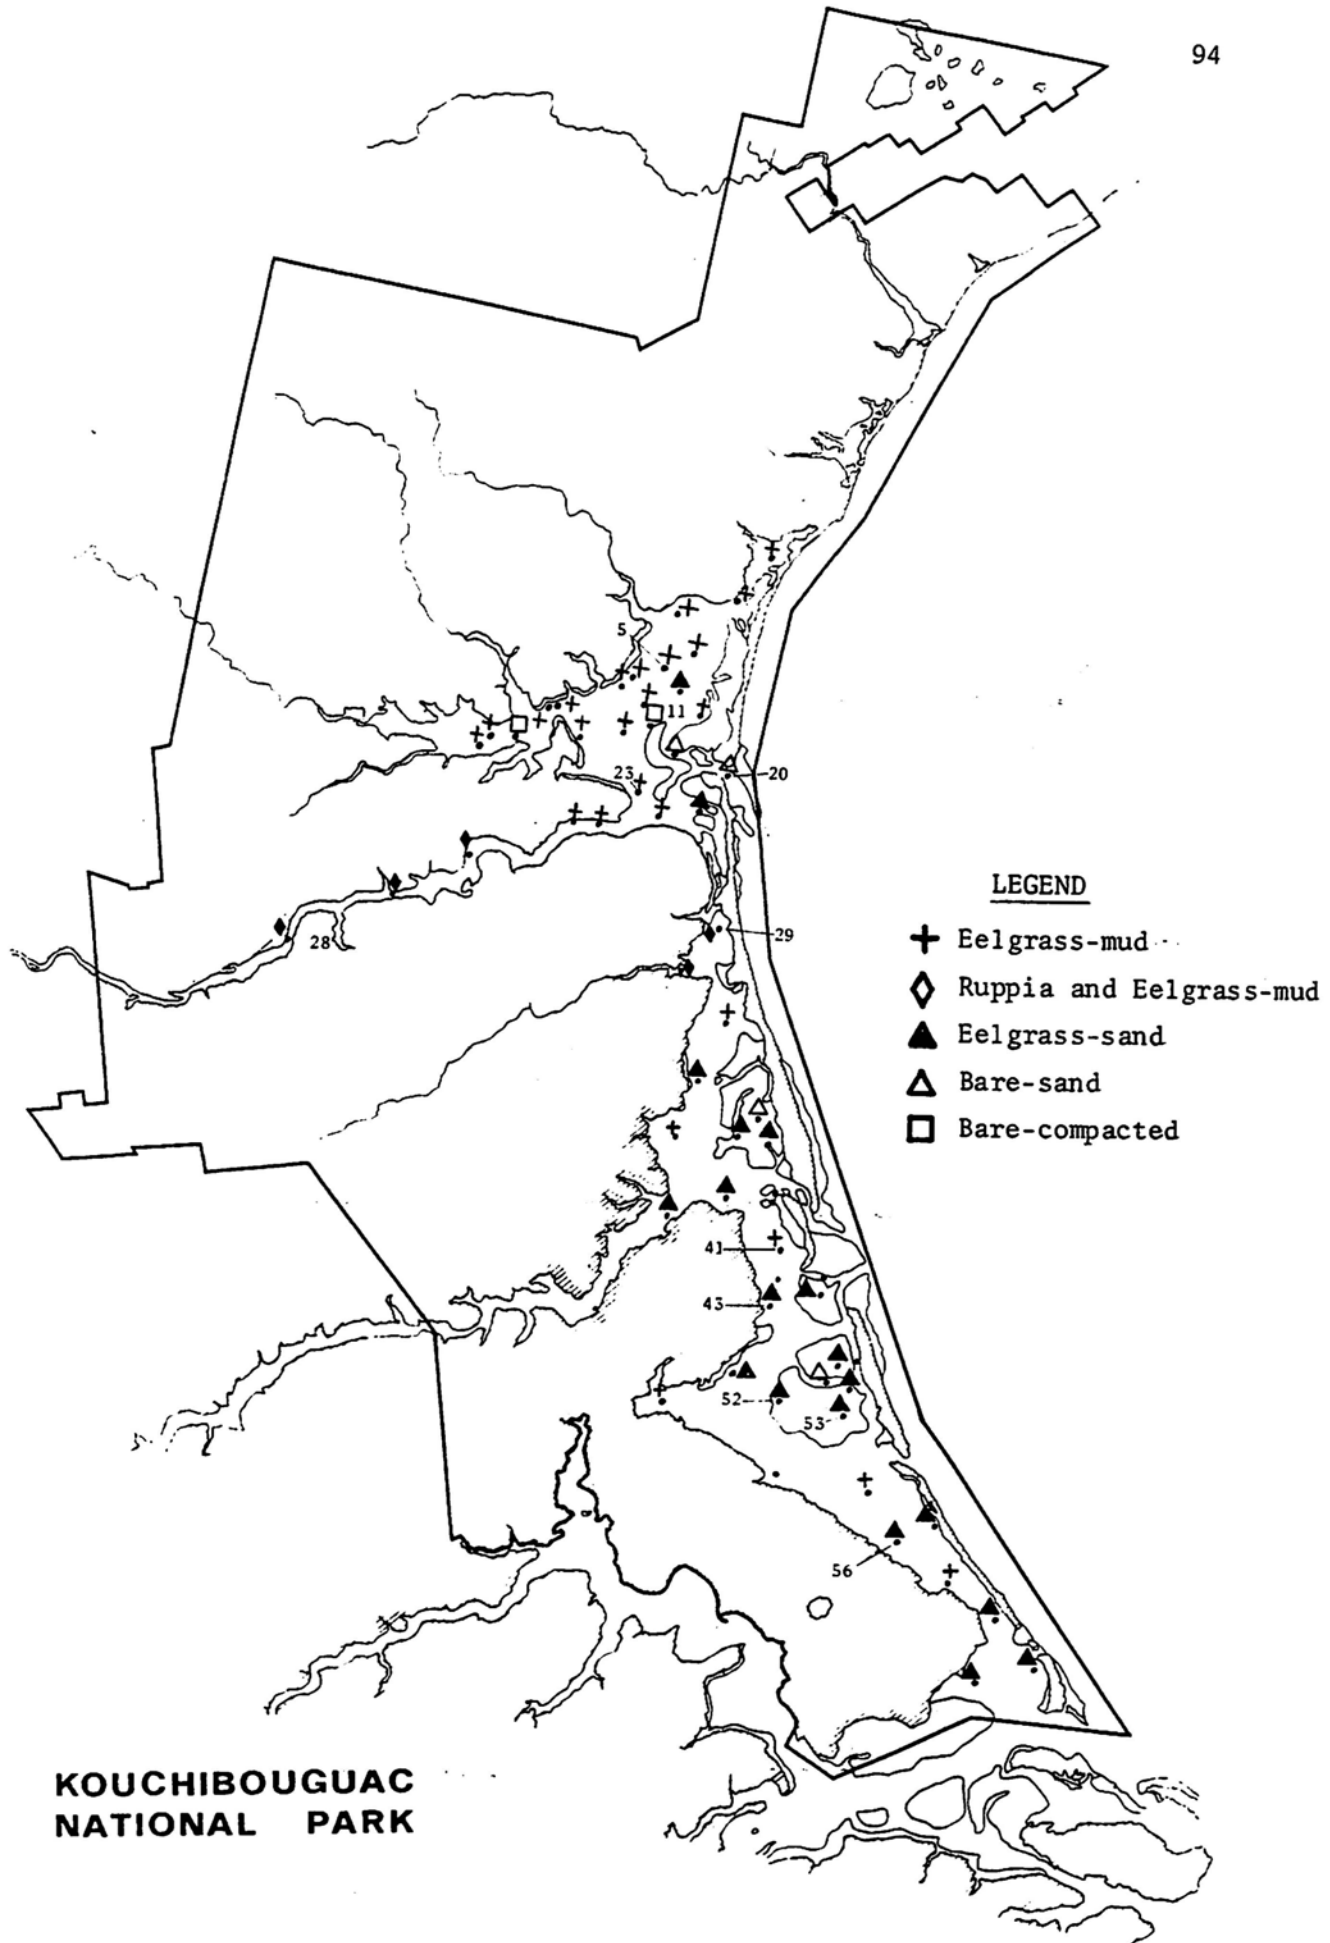 94
5
11
23
20
28
29
LEGEND
Eelgrass-mud
Ruppia and Eelgrass-mud
Eelgrass-sand
Bare-sand
Bare-compacted
41
43
52
53
56
KOUCHIBOUGUAC
NATIONAL PARK